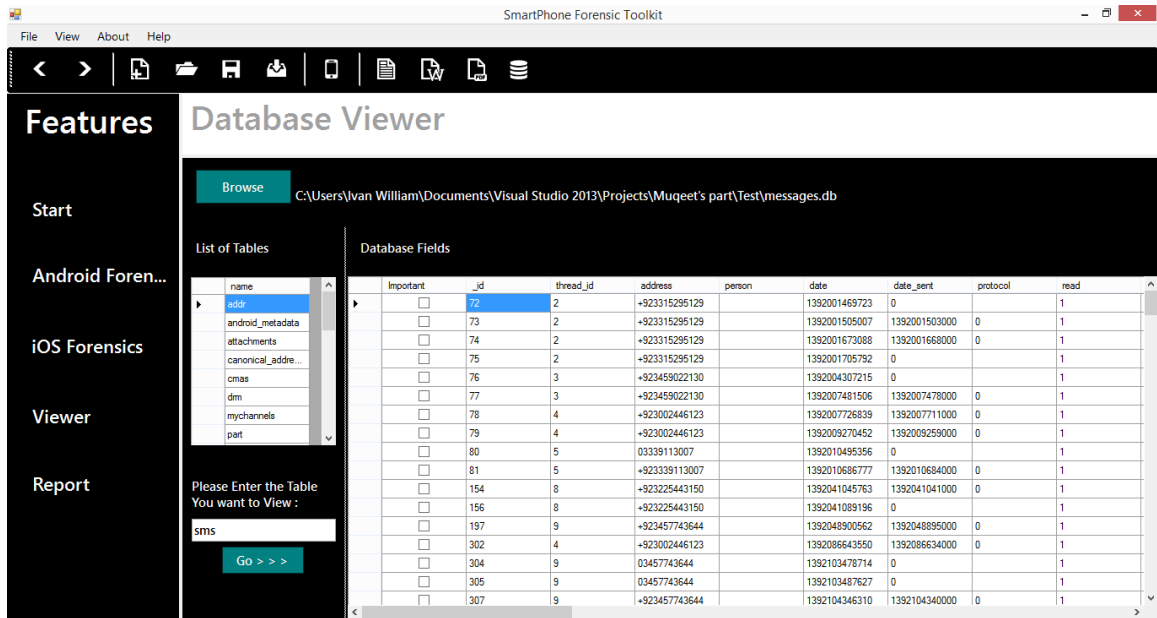 SmartPhone Forensic Toolkit
File View About Help
Features
Database Viewer
Start
Android Foren...
iOS Forensics
Viewer
Report
Browse
C:\Users\Ivan William\Documents\Visual Studio 2013\Projects\Muqeet's part\Test\messages.db
List of Tables
name
addr
android_metadata
attachments
canonical_addre...
cmas
drm
mychannels
part
Please Enter the Table
You want to View :
sms
Go > > >
Database Fields
Important _id thread_id address person date date_sent protocol read
72 2 +923315295129 1392001469723 0 1
73 2 +923315295129 1392001505007 1392001503000 0 1
74 2 +923315295129 1392001673088 1392001668000 0 1
75 2 +923315295129 1392001705792 0 1
76 3 +923459022130 1392004307215 0 1
77 3 +923459022130 1392007481506 1392007478000 0 1
78 4 +923002446123 1392007726839 1392007711000 0 1
79 4 +923002446123 1392009270452 1392009259000 0 1
80 5 03339113007 1392010495356 0 1
81 5 +923339113007 1392010686777 1392010684000 0 1
154 8 +923225443150 1392041045763 1392041041000 0 1
156 8 +923225443150 1392041089196 0 1
197 9 +923457743644 1392048900562 1392048895000 0 1
302 4 +923002446123 1392086643550 1392086634000 0 1
304 9 03457743644 1392103478714 0 1
305 9 03457743644 1392103487627 0 1
307 9 +923457743644 1392104346310 1392104340000 0 1